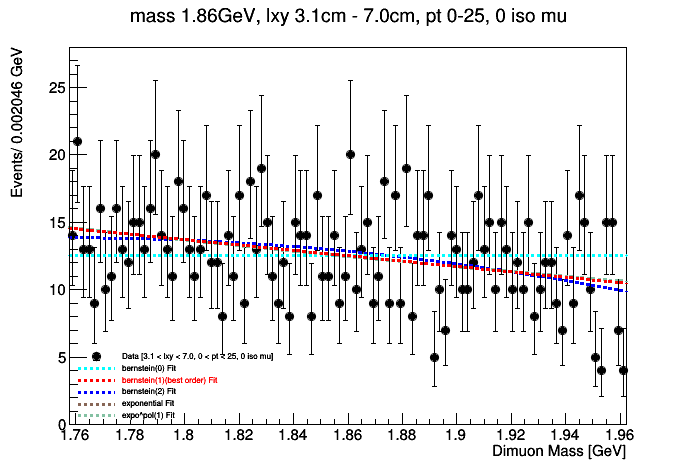 mass 1.86GeV, lxy 3.1cm - 7.0cm, pt 0-25, 0 iso mu
Events/ 0.002046 GeV
25
20
15
10
5
0
Data [3.1 < lxy < 7.0, 0 < pt < 25, 0 iso mu]
bernstein(0) Fit
bernstein(1)(best order) Fit
bernstein(2) Fit
exponential Fit
expo*pol(1) Fit
1.76 1.78 1.8 1.82 1.84 1.86 1.88 1.9 1.92 1.94 1.96
Dimuon Mass [GeV]